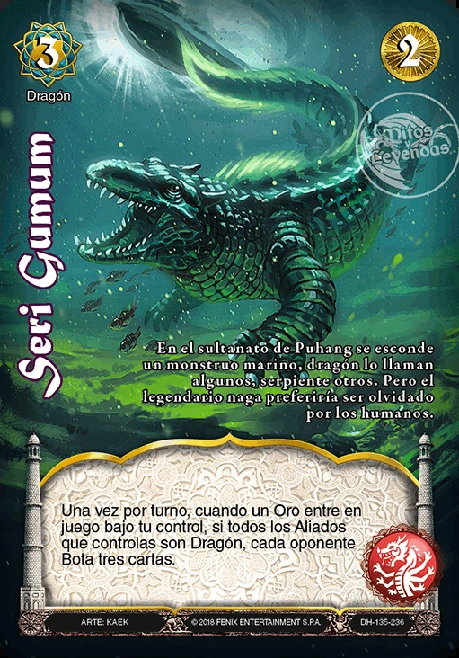 3
2
Dragón
Mitos y
Leyendas
Seri Gumum
En el sultanato de Puhang se esconde
un monstruo marino, dragón lo llaman
algunos, serpiente otros. Pero el
legendario naga preferiría ser olvidado
por los humanos.
Una vez por turno, cuando un Oro entre en
juego bajo tu control, si todos los Aliados
que controlas son Dragón, cada oponente
Bota tres cartas.
ARTE: KAEK
© 2018 FENIX ENTERTAINMENT S.P.A.
DH-135-236